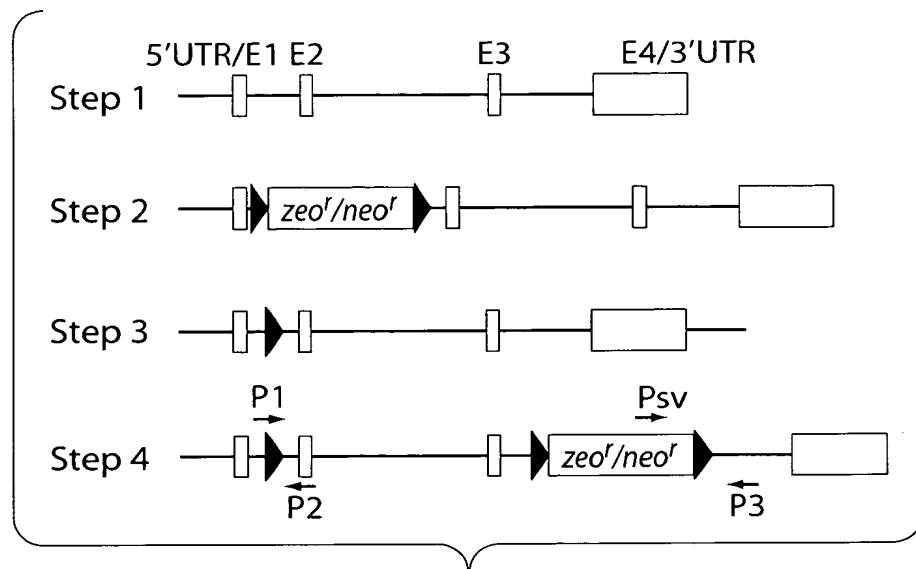 5′UTR/E1 E2 E3 E4/3′UTR
Step 1
Step 2 zeoʳ/neoʳ
Step 3
P1 Psv
Step 4 zeoʳ/neoʳ
P2 P3